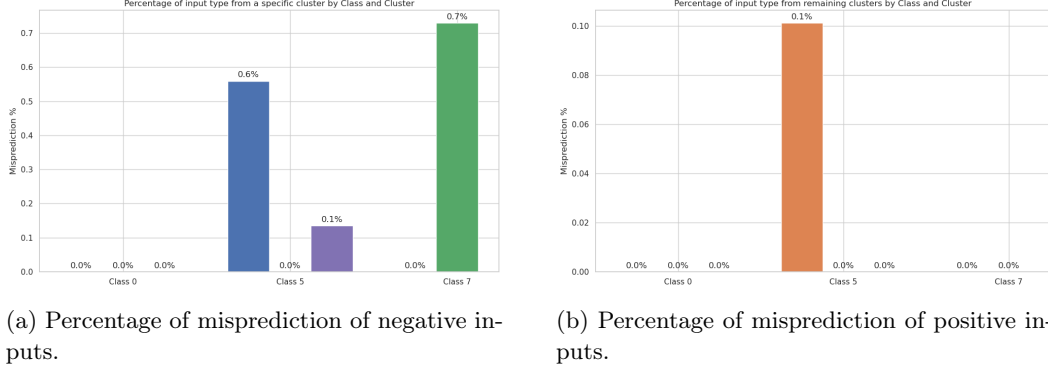 Percentage of input type from a specific cluster by Class and Cluster
Misprediction %
0.7
0.6
0.5
0.4
0.3
0.2
0.1
0.0
0.0%
0.0%
0.0%
0.6%
0.0%
0.1%
0.0%
0.7%
Class 0
Class 5
Class 7
(a) Percentage of misprediction of negative in-
puts.
Percentage of input type from remaining clusters by Class and Cluster
Misprediction %
0.10
0.08
0.06
0.04
0.02
0.00
0.0%
0.0%
0.0%
0.1%
0.0%
0.0%
0.0%
0.0%
Class 0
Class 5
Class 7
(b) Percentage of misprediction of positive in-
puts.